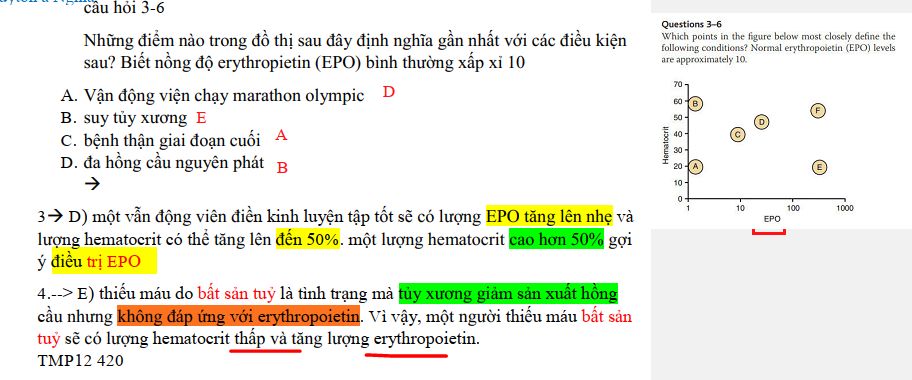 câu hỏi 3-6
Những điểm nào trong đồ thị sau đây định nghĩa gần nhất với các điều kiện
sau? Biết nồng độ erythropietin (EPO) bình thường xấp xỉ 10
A. Vận động viện chạy marathon olympic D
B. suy tủy xương E
C. bệnh thận giai đoạn cuối A
D. đa hồng cầu nguyên phát B
→
3→ D) một vẫn động viên điền kinh luyện tập tốt sẽ có lượng EPO tăng lên nhẹ và
lượng hematocrit có thể tăng lên đến 50%. một lượng hematocrit cao hơn 50% gợi
ý điều trị EPO
4.--> E) thiếu máu do bất sản tuỷ là tình trạng mà tủy xương giảm sản xuất hồng
cầu nhưng không đáp ứng với erythropoietin. Vì vậy, một người thiếu máu bất sản
tuỷ sẽ có lượng hematocrit thấp và tăng lượng erythropoietin.
TMP12 420
Questions 3–6
Which points in the figure below most closely define the
following conditions? Normal erythropoietin (EPO) levels
are approximately 10.
70
60
50
40
30
20
10
0
Hematocrit
B
F
D
C
A
E
1 10 100 1000
EPO